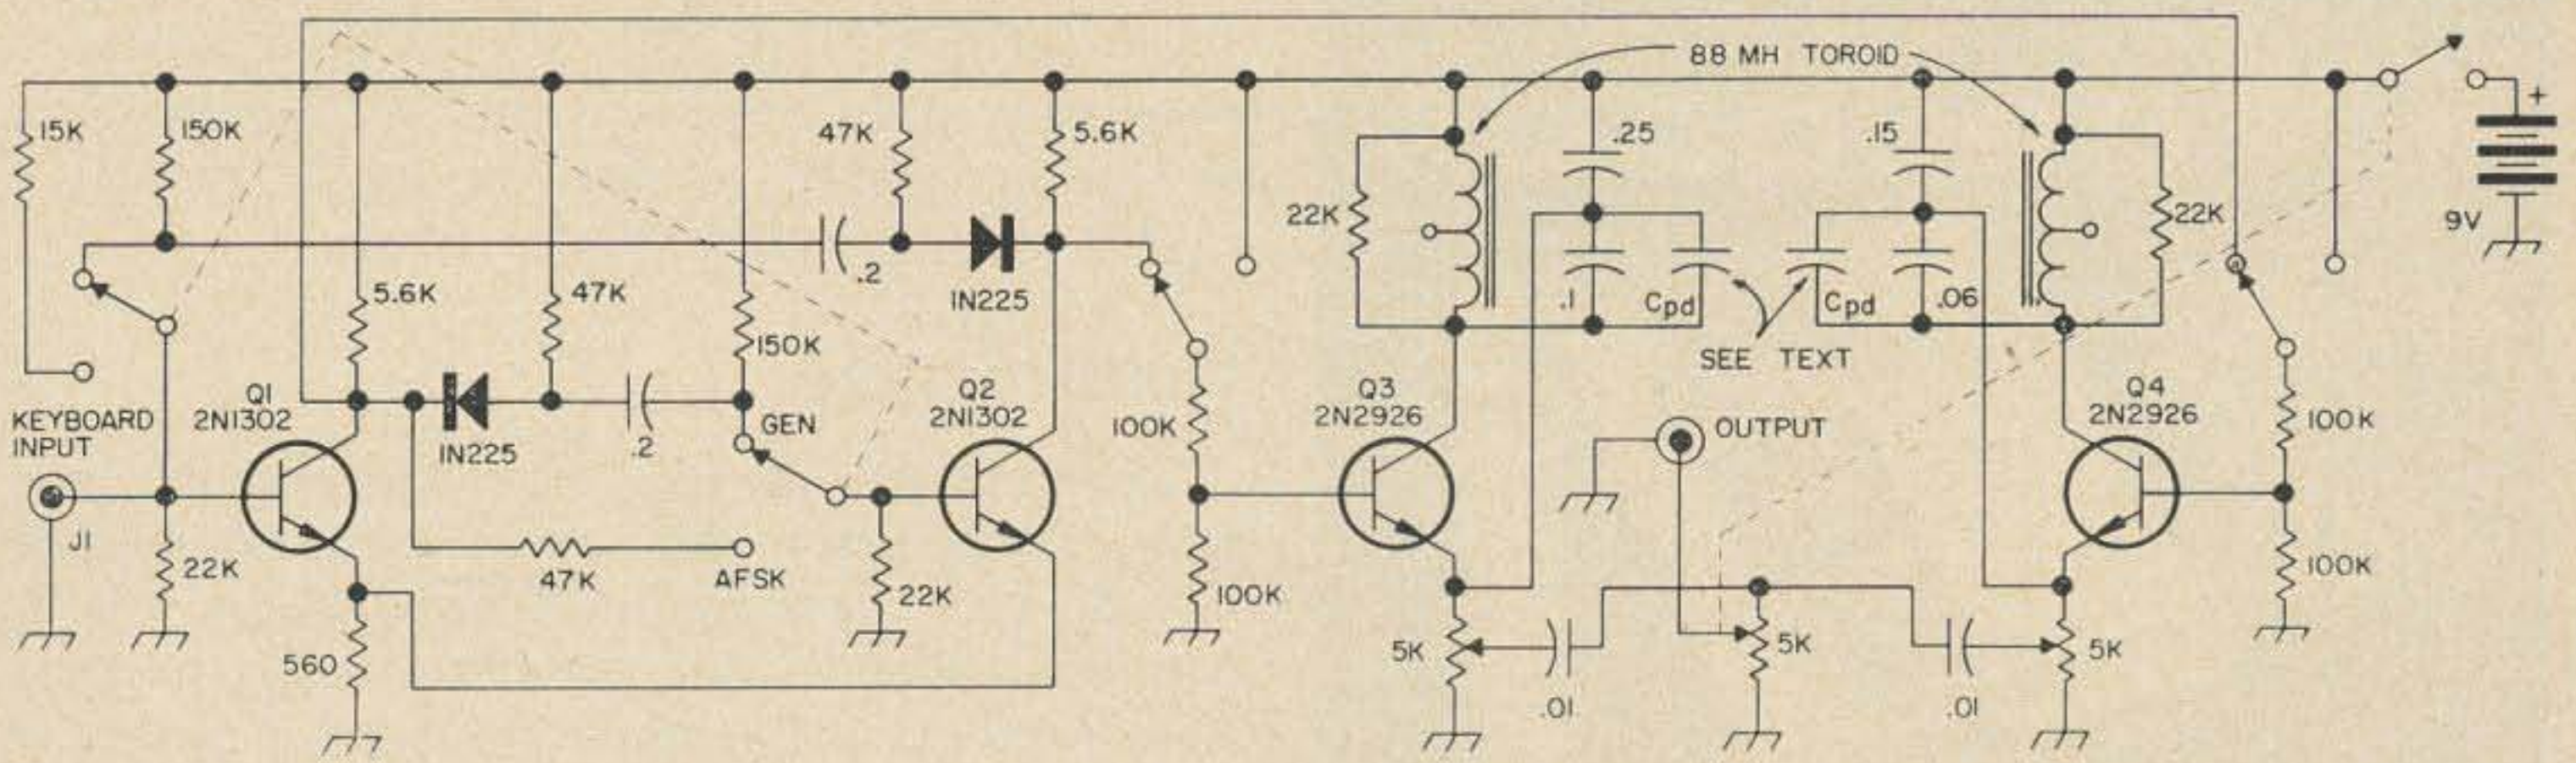 88 MH TOROID
15K
150K
47K
5.6K
.25
.15
+
22K
22K
9V
.2
IN225
5.6K
47K
.1
Cpd
Cpd
.06
150K
SEE TEXT
Q1
2N1302
GEN
Q2
2N1302
Q3
2N2926
Q4
2N2926
KEYBOARD
INPUT
IN225
.2
100K
OUTPUT
100K
J1
22K
47K
AFSK
22K
100K
100K
560
5K
5K
5K
.01
.01